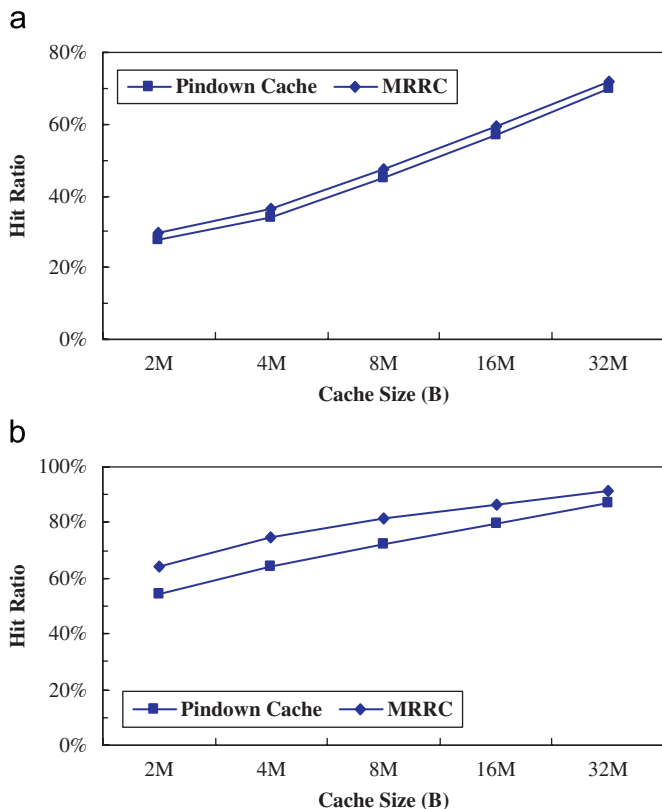 a
80%
Pindown Cache MRRC
60%
Hit Ratio
40%
20%
0%
2M 4M 8M 16M 32M
Cache Size (B)
b
100%
80%
60%
Hit Ratio
40%
20%
Pindown Cache MRRC
0%
2M 4M 8M 16M 32M
Cache Size (B)